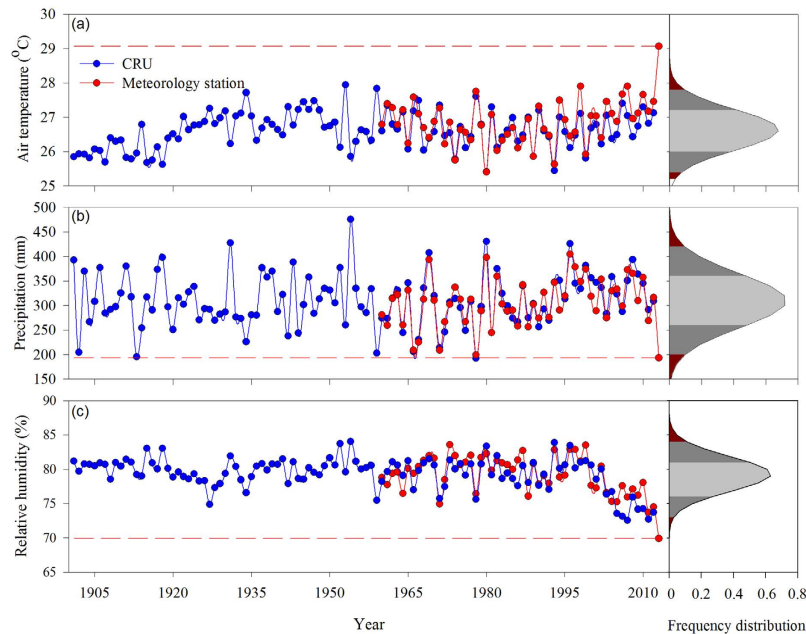 (a)
CRU
Meteorology station
Air temperature (°C)
30
29
28
27
26
25
(b)
Precipitation (mm)
500
450
400
350
300
250
200
150
(c)
Relative humidity (%)
90
85
80
75
70
65
1905 1920 1935 1950 1965 1980 1995 2010
Year
0 0.2 0.4 0.6 0.8
Frequency distribution